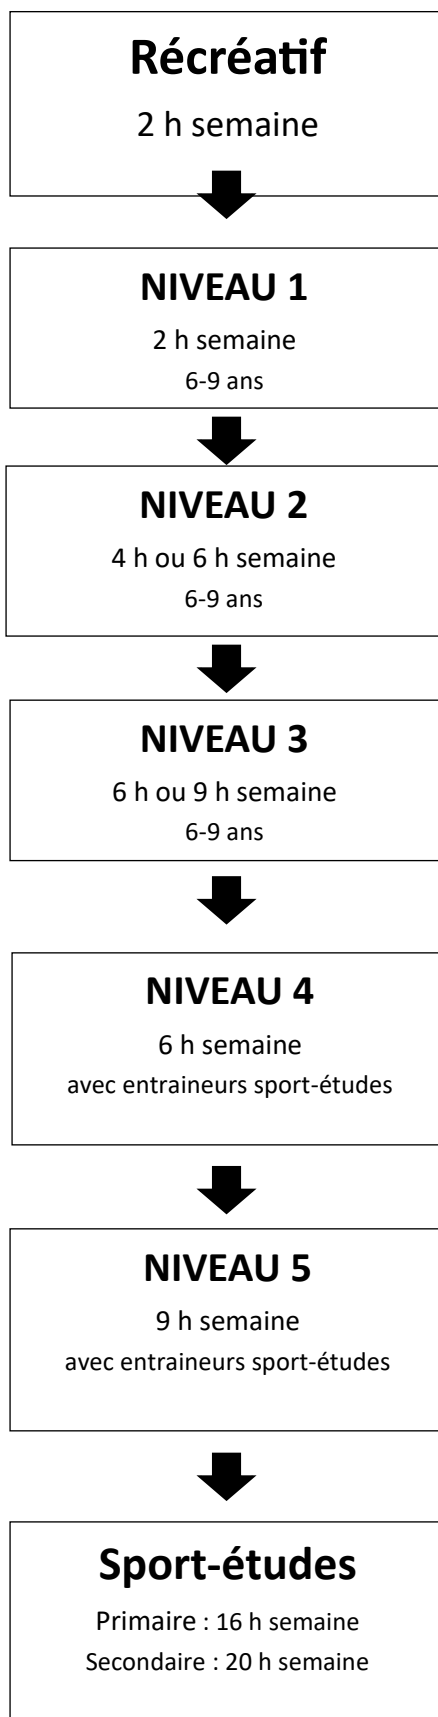 Récréatif
2 h semaine
NIVEAU 1
2 h semaine
6-9 ans
NIVEAU 2
4 h ou 6 h semaine
6-9 ans
NIVEAU 3
6 h ou 9 h semaine
6-9 ans
NIVEAU 4
6 h semaine
avec entraineurs sport-études
NIVEAU 5
9 h semaine
avec entraineurs sport-études
Sport-études
Primaire : 16 h semaine
Secondaire : 20 h semaine